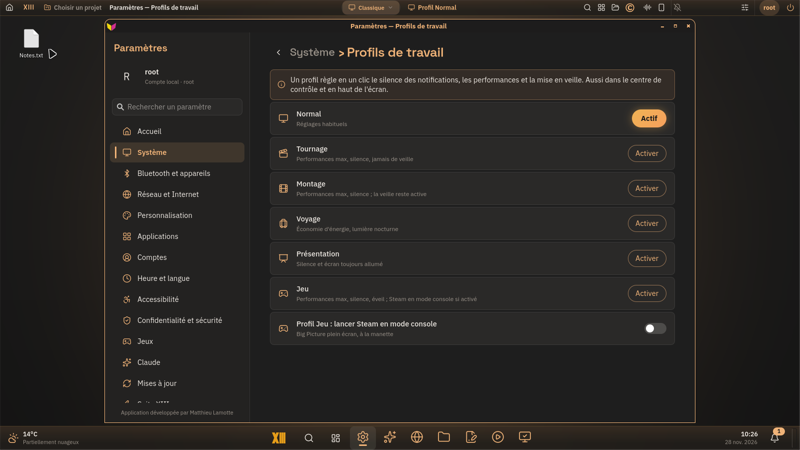 XIII
Choisir un projet
Paramètres — Profils de travail
Classique
Profil Normal
root
Notes.txt
Paramètres — Profils de travail
Paramètres
R
root
Compte local · root
Rechercher un paramètre
Accueil
Système
Bluetooth et appareils
Réseau et Internet
Personnalisation
Applications
Comptes
Heure et langue
Accessibilité
Confidentialité et sécurité
Jeux
Claude
Mises à jour
Application développée par Matthieu Lamotte
Système > Profils de travail
Un profil règle en un clic le silence des notifications, les performances et la mise en veille. Aussi dans le centre de
contrôle et en haut de l'écran.
Normal
Réglages habituels
Actif
Tournage
Performances max, silence, jamais de veille
Activer
Montage
Performances max, silence ; la veille reste active
Activer
Voyage
Économie d'énergie, lumière nocturne
Activer
Présentation
Silence et écran toujours allumé
Activer
Jeu
Performances max, silence, éveil ; Steam en mode console si activé
Activer
Profil Jeu : lancer Steam en mode console
Big Picture plein écran, à la manette
14°C
Partiellement nuageux
XIII
10:26
28 nov. 2026
1